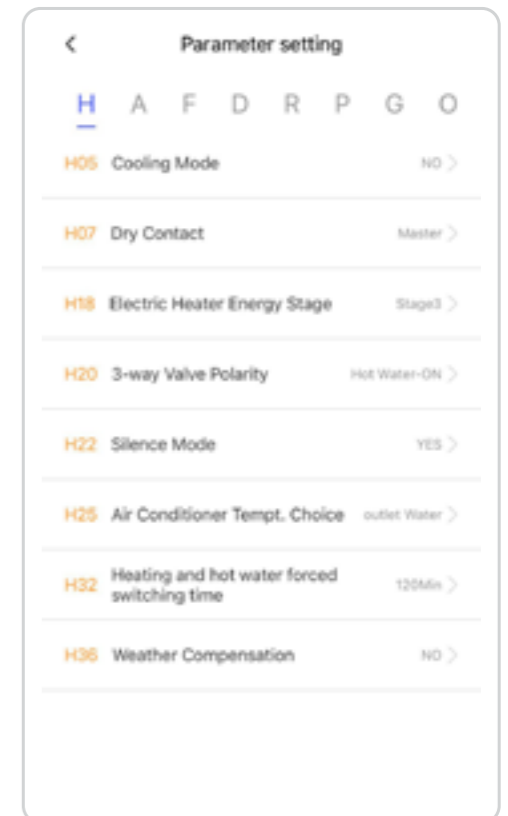 Parameter setting
H A F D R P G O
H05 Cooling Mode NO
H07 Dry Contact Master
H18 Electric Heater Energy Stage Stage3
H20 3-way Valve Polarity Hot Water-ON
H22 Silence Mode YES
H25 Air Conditioner Tempt. Choice outlet Water
H32 Heating and hot water forced
switching time 120Min
H36 Weather Compensation NO